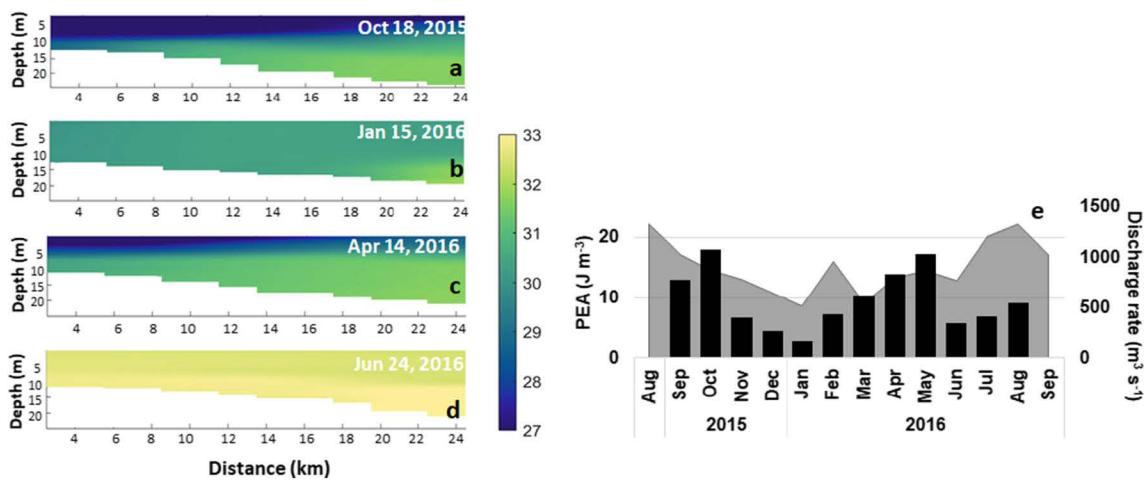 Depth (m)
5
10
15
20
Oct 18, 2015
a
4 6 8 10 12 14 16 18 20 22 24
Depth (m)
5
10
15
20
Jan 15, 2016
b
4 6 8 10 12 14 16 18 20 22 24
Depth (m)
5
10
15
20
Apr 14, 2016
c
4 6 8 10 12 14 16 18 20 22 24
Depth (m)
5
10
15
20
Jun 24, 2016
d
4 6 8 10 12 14 16 18 20 22 24
Distance (km)
33
32
31
30
29
28
27
e
PEA (J m⁻³)
20
10
0
1500
1000
500
0
Discharge rate (m³ s⁻¹)
Aug Sep Oct Nov Dec Jan Feb Mar Apr May Jun Jul Aug Sep
2015 2016